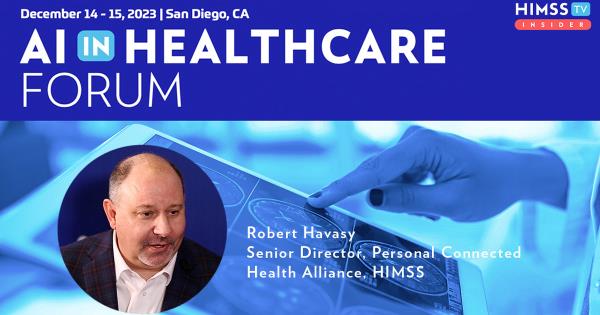 December 14 - 15, 2023 | San Diego, CA
HIMSS TV
INSIDER
AI IN HEALTHCARE
FORUM
Robert Havasy
Senior Director, Personal Connected
Health Alliance, HIMSS